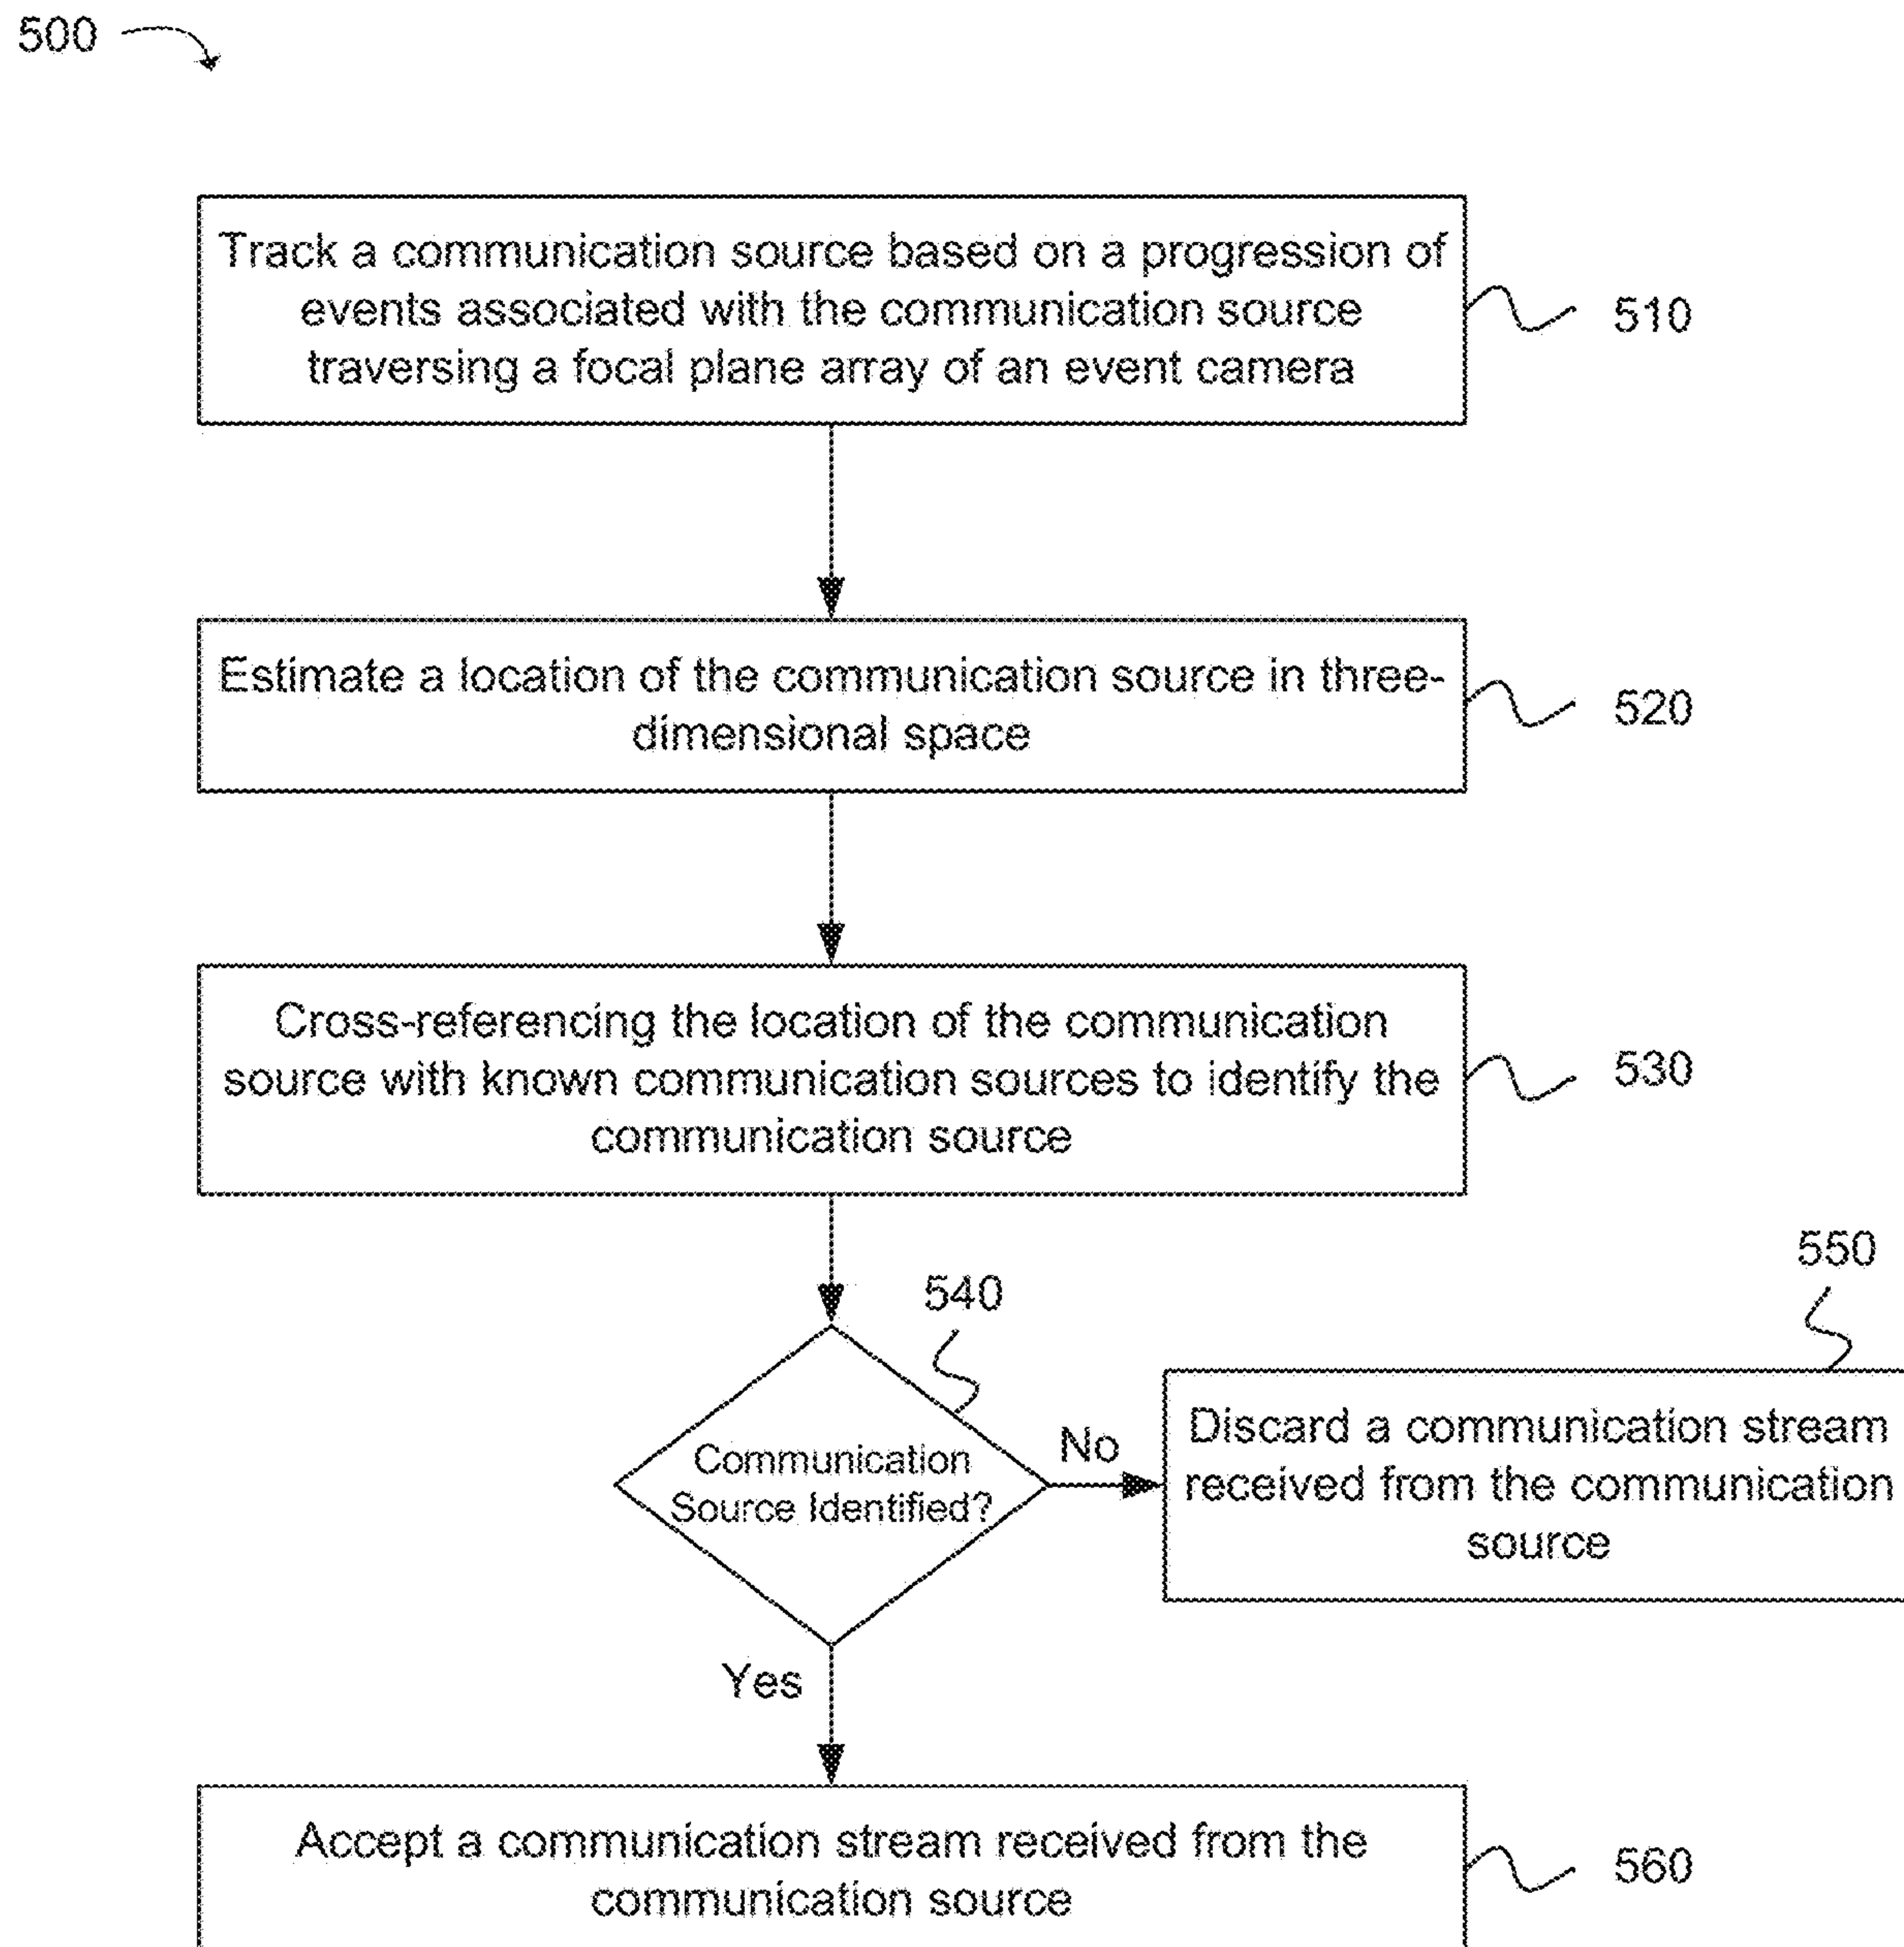 500
Track a communication source based on a progression of
events associated with the communication source
traversing a focal plane array of an event camera
510
Estimate a location of the communication source in three-
dimensional space
520
Cross-referencing the location of the communication
source with known communication sources to identify the
communication source
530
540
Communication
Source Identified?
No
550
Discard a communication stream
received from the communication
source
Yes
Accept a communication stream received from the
communication source
560